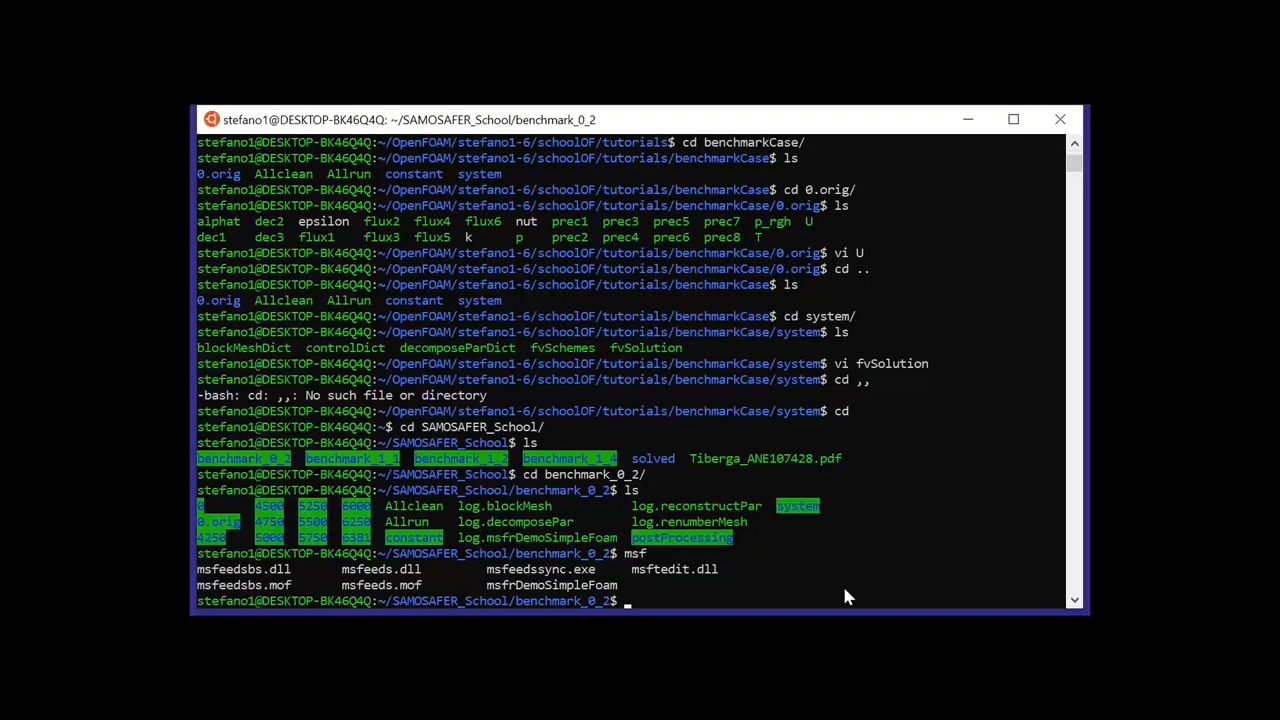 stefano1@DESKTOP-BK46Q4Q: ~/SAMOSAFER_School/benchmark_0_2
stefano1@DESKTOP-BK46Q4Q:~/OpenFOAM/stefano1-6/schoolOF/tutorials$ cd benchmarkCase/
stefano1@DESKTOP-BK46Q4Q:~/OpenFOAM/stefano1-6/schoolOF/tutorials/benchmarkCase$ ls
0.orig  Allclean  Allrun  constant  system
stefano1@DESKTOP-BK46Q4Q:~/OpenFOAM/stefano1-6/schoolOF/tutorials/benchmarkCase$ cd 0.orig/
stefano1@DESKTOP-BK46Q4Q:~/OpenFOAM/stefano1-6/schoolOF/tutorials/benchmarkCase/0.orig$ ls
alphat  dec2  epsilon  flux2  flux4  flux6  nut  prec1  prec3  prec5  prec7  p_rgh  U
dec1  dec3  flux1  flux3  flux5  k  p  prec2  prec4  prec6  prec8  T
stefano1@DESKTOP-BK46Q4Q:~/OpenFOAM/stefano1-6/schoolOF/tutorials/benchmarkCase/0.orig$ vi U
stefano1@DESKTOP-BK46Q4Q:~/OpenFOAM/stefano1-6/schoolOF/tutorials/benchmarkCase/0.orig$ cd ..
stefano1@DESKTOP-BK46Q4Q:~/OpenFOAM/stefano1-6/schoolOF/tutorials/benchmarkCase$ ls
0.orig  Allclean  Allrun  constant  system
stefano1@DESKTOP-BK46Q4Q:~/OpenFOAM/stefano1-6/schoolOF/tutorials/benchmarkCase$ cd system/
stefano1@DESKTOP-BK46Q4Q:~/OpenFOAM/stefano1-6/schoolOF/tutorials/benchmarkCase/system$ ls
blockMeshDict  controlDict  decomposeParDict  fvSchemes  fvSolution
stefano1@DESKTOP-BK46Q4Q:~/OpenFOAM/stefano1-6/schoolOF/tutorials/benchmarkCase/system$ vi fvSolution
stefano1@DESKTOP-BK46Q4Q:~/OpenFOAM/stefano1-6/schoolOF/tutorials/benchmarkCase/system$ cd ,,
-bash: cd: ,,: No such file or directory
stefano1@DESKTOP-BK46Q4Q:~/OpenFOAM/stefano1-6/schoolOF/tutorials/benchmarkCase/system$ cd
stefano1@DESKTOP-BK46Q4Q:~$ cd SAMOSAFER_School/
stefano1@DESKTOP-BK46Q4Q:~/SAMOSAFER_School$ ls
benchmark_0_2  benchmark_1_1  benchmark_1_2  benchmark_1_4  solved  Tiberga_ANE107428.pdf
stefano1@DESKTOP-BK46Q4Q:~/SAMOSAFER_School$ cd benchmark_0_2/
stefano1@DESKTOP-BK46Q4Q:~/SAMOSAFER_School/benchmark_0_2$ ls
0  4500  5250  6000  Allclean  log.blockMesh  log.reconstructPar  system
0.orig  4750  5500  6250  Allrun  log.decomposePar  log.renumberMesh
4250  5000  5750  6381  constant  log.msfrDemoSimpleFoam  postProcessing
stefano1@DESKTOP-BK46Q4Q:~/SAMOSAFER_School/benchmark_0_2$ msf
msfeedsbs.dll  msfeeds.dll  msfeedssync.exe  msftedit.dll
msfeedsbs.mof  msfeeds.mof  msfrDemoSimpleFoam
stefano1@DESKTOP-BK46Q4Q:~/SAMOSAFER_School/benchmark_0_2$